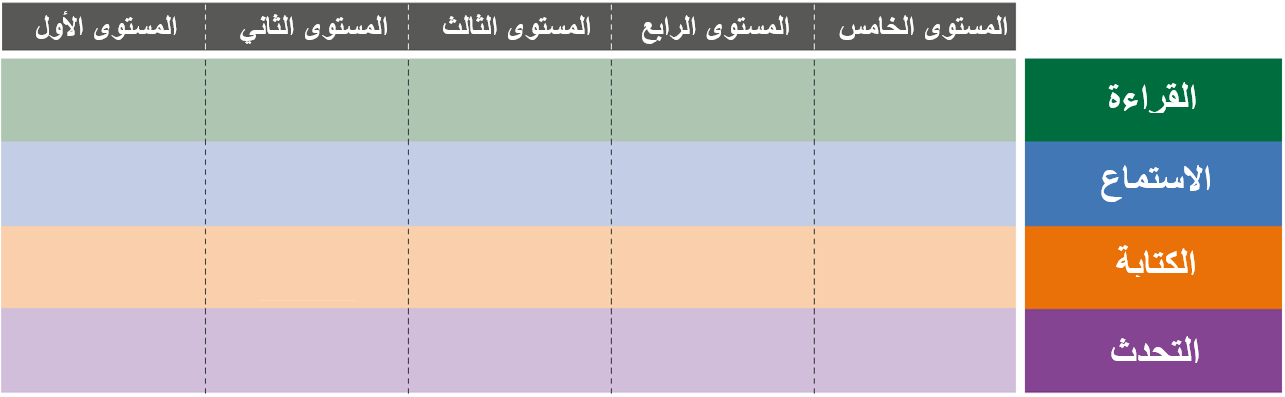 المستوى الخامس
المستوى الرابع
المستوى الثالث
المستوى الثاني
المستوى الأول
القراءة
الاستماع
الكتابة
التحدث